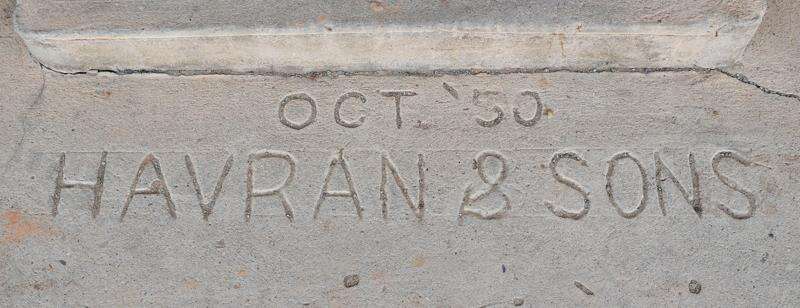 OCT. '50
HAVRAN & SONS